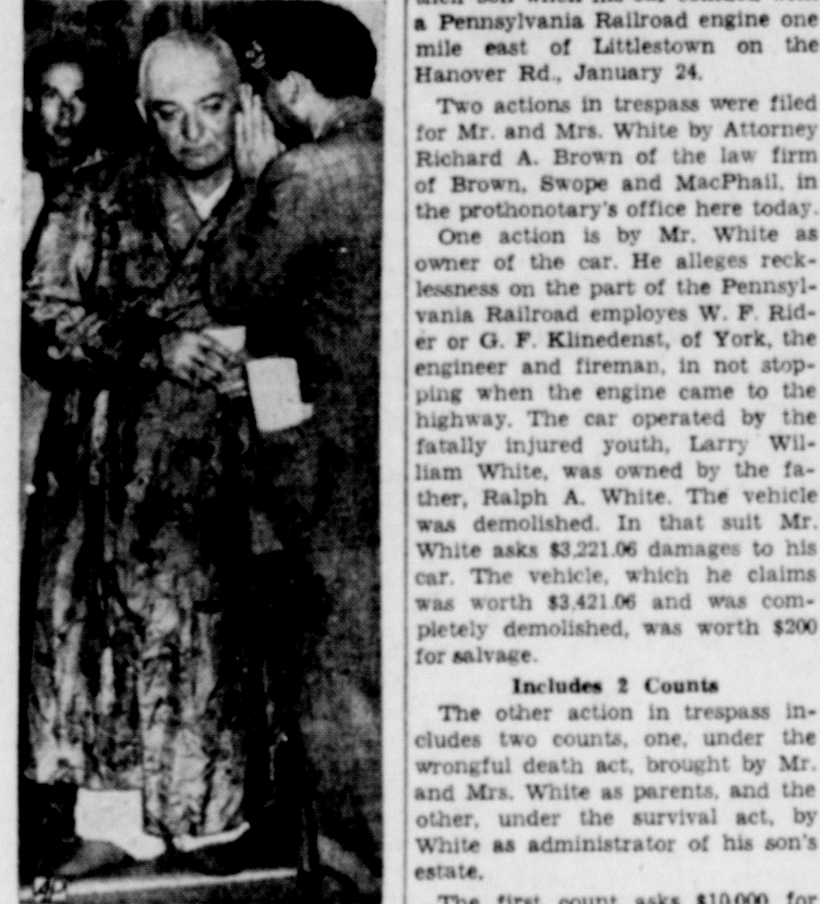 a Pennsylvania Railroad engine one
mile east of Littlestown on the
Hanover Rd., January 24.
Two actions in trespass were filed
for Mr. and Mrs. White by Attorney
Richard A. Brown of the law firm
of Brown, Swope and MacPhail, in
the prothonotary's office here today.
One action is by Mr. White as
owner of the car. He alleges reck-
lessness on the part of the Pennsyl-
vania Railroad employes W. F. Rid-
er or G. F. Klinedenst, of York, the
engineer and fireman, in not stop-
ping when the engine came to the
highway. The car operated by the
fatally injured youth, Larry Wil-
liam White, was owned by the fa-
ther, Ralph A. White. The vehicle
was demolished. In that suit Mr.
White asks $3,221.06 damages to his
car. The vehicle, which he claims
was worth $3,421.06 and was com-
pletely demolished, was worth $200
for salvage.
Includes 2 Counts
The other action in trespass in-
cludes two counts, one, under the
wrongful death act, brought by Mr.
and Mrs. White as parents, and the
other, under the survival act, by
White as administrator of his son's
estate.
The first count asks $10,000 for
AP